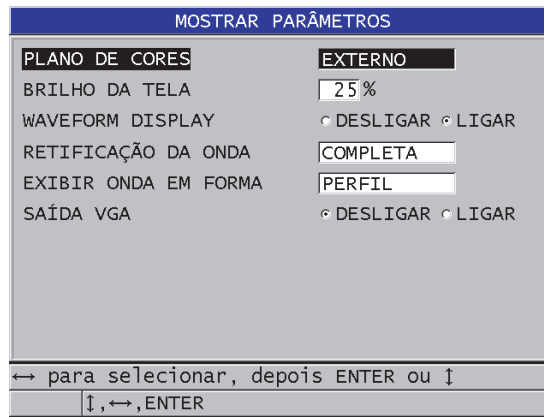 MOSTRAR PARÂMETROS
PLANO DE CORES EXTERNO
BRILHO DA TELA 25 %
WAVEFORM DISPLAY DESLIGAR LIGAR
RETIFICAÇÃO DA ONDA COMPLETA
EXIBIR ONDA EM FORMA PERFIL
SAÍDA VGA DESLIGAR LIGAR
↔ para selecionar, depois ENTER ou ↕
↕,↔,ENTER